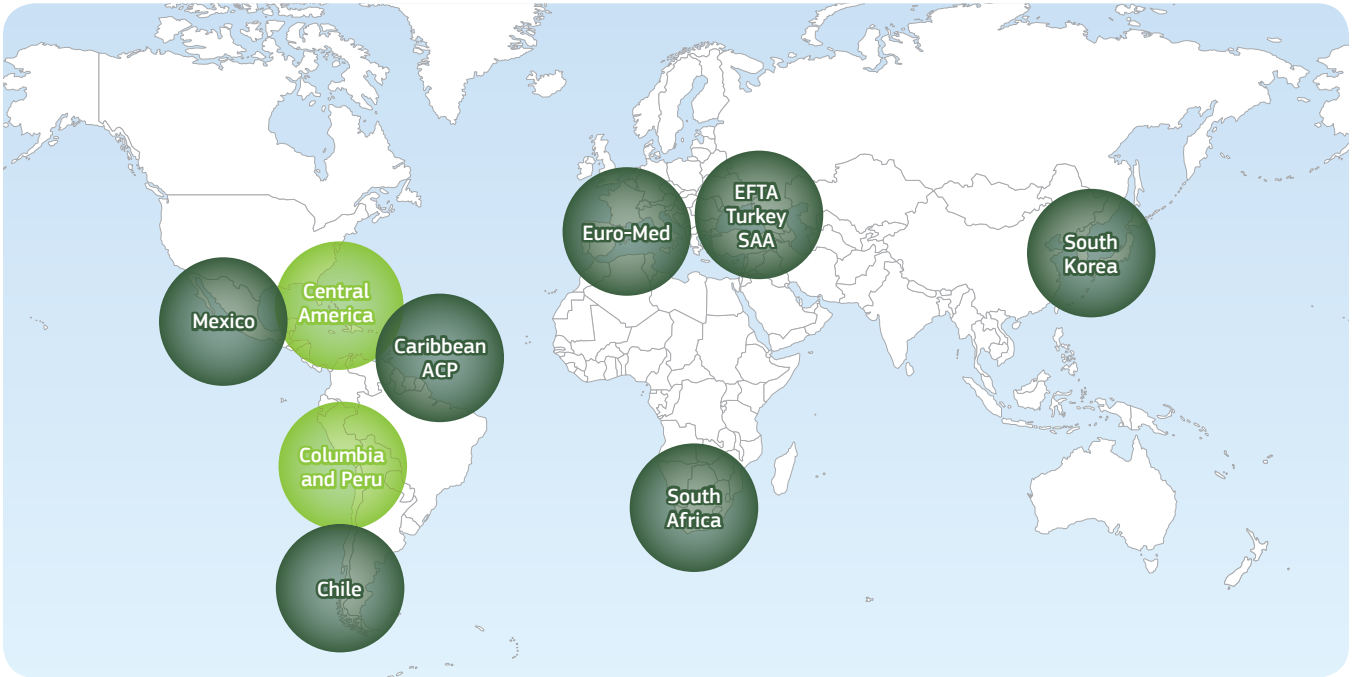 EFTA
Turkey
SAA
Euro-Med
South
Korea
Central
America
Mexico
Caribbean
ACP
Columbia
and Peru
South
Africa
Chile